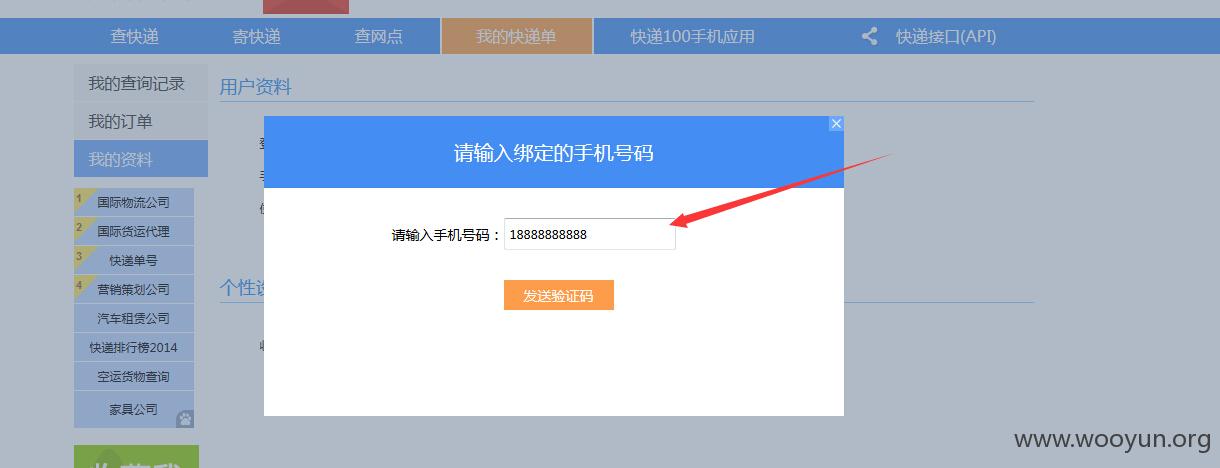 查快递
寄快递
查网点
我的快递单
快递100手机应用
快递接口(API)
我的查询记录
我的订单
我的资料
用户资料
请输入绑定的手机号码
请输入手机号码：
18888888888
发送验证码
1 国际物流公司
2 国际货运代理
3 快递单号
4 营销策划公司
汽车租赁公司
快递排行榜2014
空运货物查询
家具公司
个性
www.wooyun.org